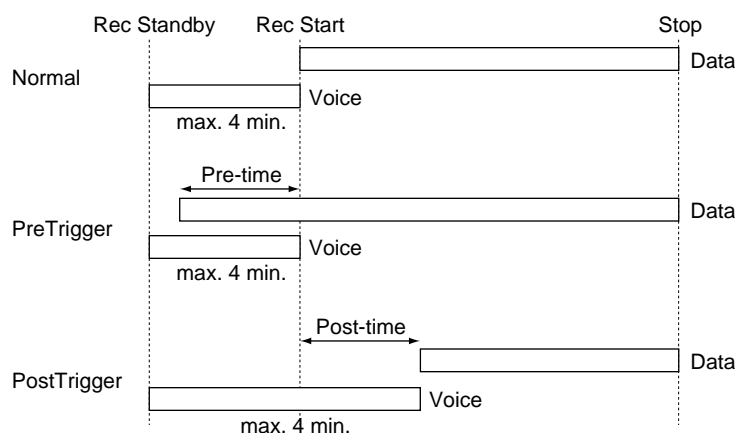 Rec Standby Rec Start Stop
Data
Normal
Voice
max. 4 min.
Pre-time
Data
PreTrigger
Voice
max. 4 min.
Post-time
Data
PostTrigger
Voice
max. 4 min.